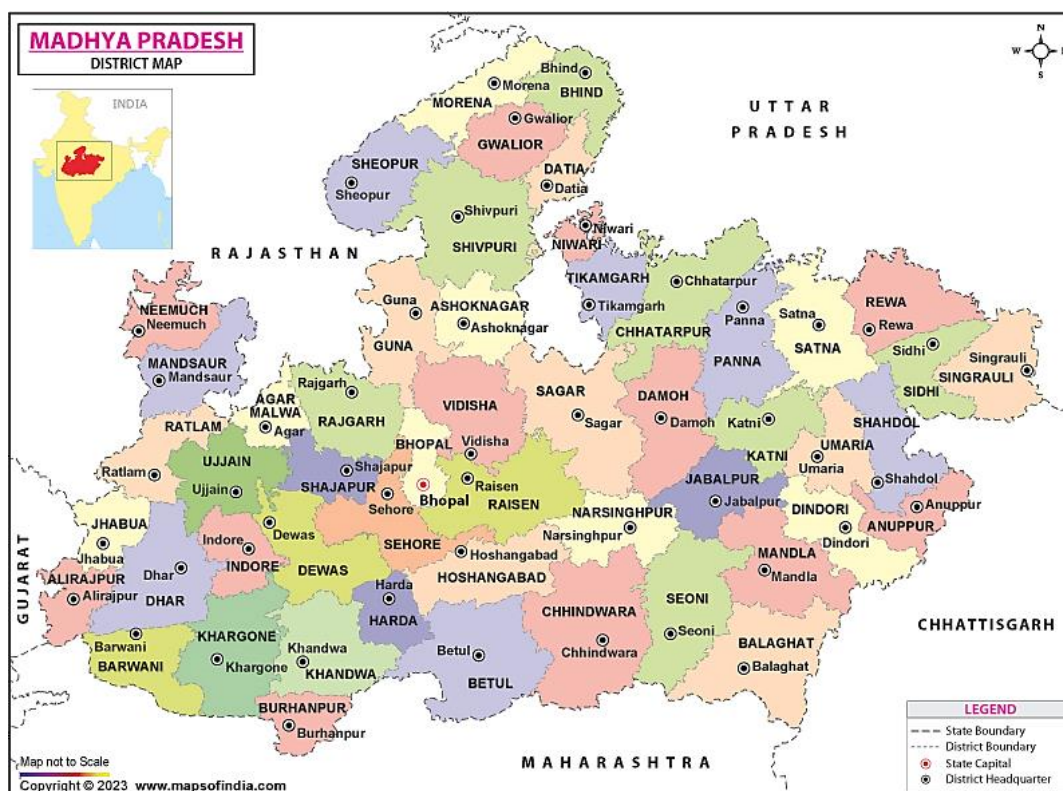 MADHYA PRADESH
DISTRICT MAP
INDIA
N
W
S
UTTAR
PRADESH
RAJASTHAN
GUJARAT
MAHARASHTRA
CHHATTISGARH
Bhind
BHIND
Morena
MORENA
Gwalior
GWALIOR
SHEOPUR
Sheopur
DATIA
Datia
Shivpuri
SHIVPURI
Niwari
NIWARI
TIKAMGARH
Tikamgarh
Chhatarpur
CHHATARPUR
Panna
PANNA
Satna
SATNA
REWA
Rewa
Sidhi
SIDHI
Singrauli
SINGRAULI
NEEMUCH
Neemuch
MANDSAUR
Mandsaur
Guna
GUNA
ASHOKNAGAR
Ashoknagar
AGAR
MALWA
Agar
Rajgarh
RAJGARH
VIDISHA
Vidisha
SAGAR
Sagar
DAMOH
Damoh
Katni
KATNI
UMARIA
Umaria
SHAHDOL
Shahdol
RATLAM
Ratlam
UJJAIN
Ujjain
Shajapur
SHAJAPUR
BHOPAL
Bhopal
Sehore
SEHORE
Raisen
RAISEN
JABALPUR
Jabalpur
NARSINGHPUR
Narsinghpur
DINDORI
Dindori
Anuppur
ANUPPUR
JHABUA
Jhabua
ALIRAJPUR
Alirajpur
Dhar
DHAR
Indore
INDORE
Dewas
DEWAS
Hoshangabad
HOSHANGABAD
Harda
HARDA
MANDLA
Mandla
CHHINDWARA
Chhindwara
SEONI
Seoni
BALAGHAT
Balaghat
Barwani
BARWANI
KHARGONE
Khargone
Khandwa
KHANDWA
Betul
BETUL
BURHANPUR
Burhanpur
LEGEND
State Boundary
District Boundary
State Capital
District Headquarter
Map not to Scale
Copyright © 2023 www.mapsofindia.com